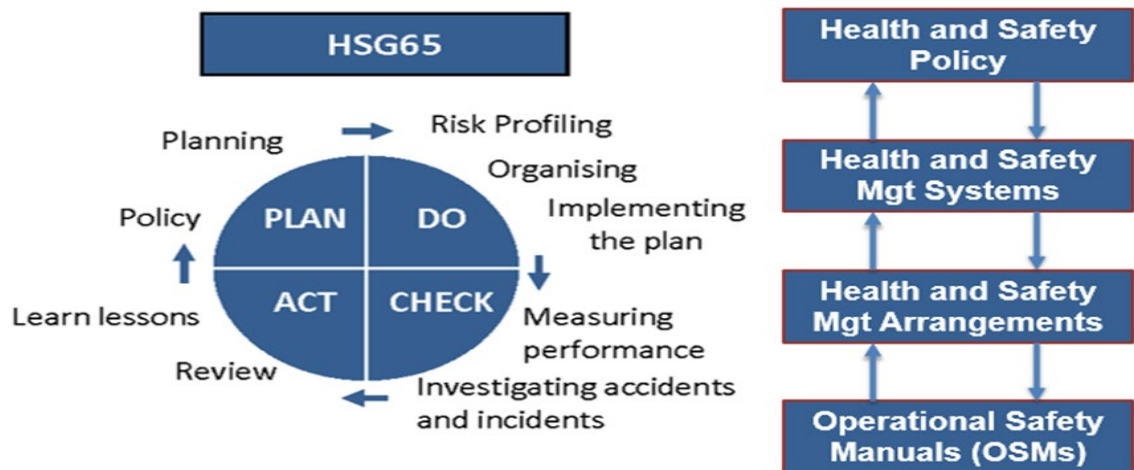 HSG65
Planning
Risk Profiling
Organising
Policy
PLAN
DO
Implementing
the plan
Learn lessons
ACT
CHECK
Measuring
performance
Review
Investigating accidents
and incidents
Health and Safety
Policy
Health and Safety
Mgt Systems
Health and Safety
Mgt Arrangements
Operational Safety
Manuals (OSMs)